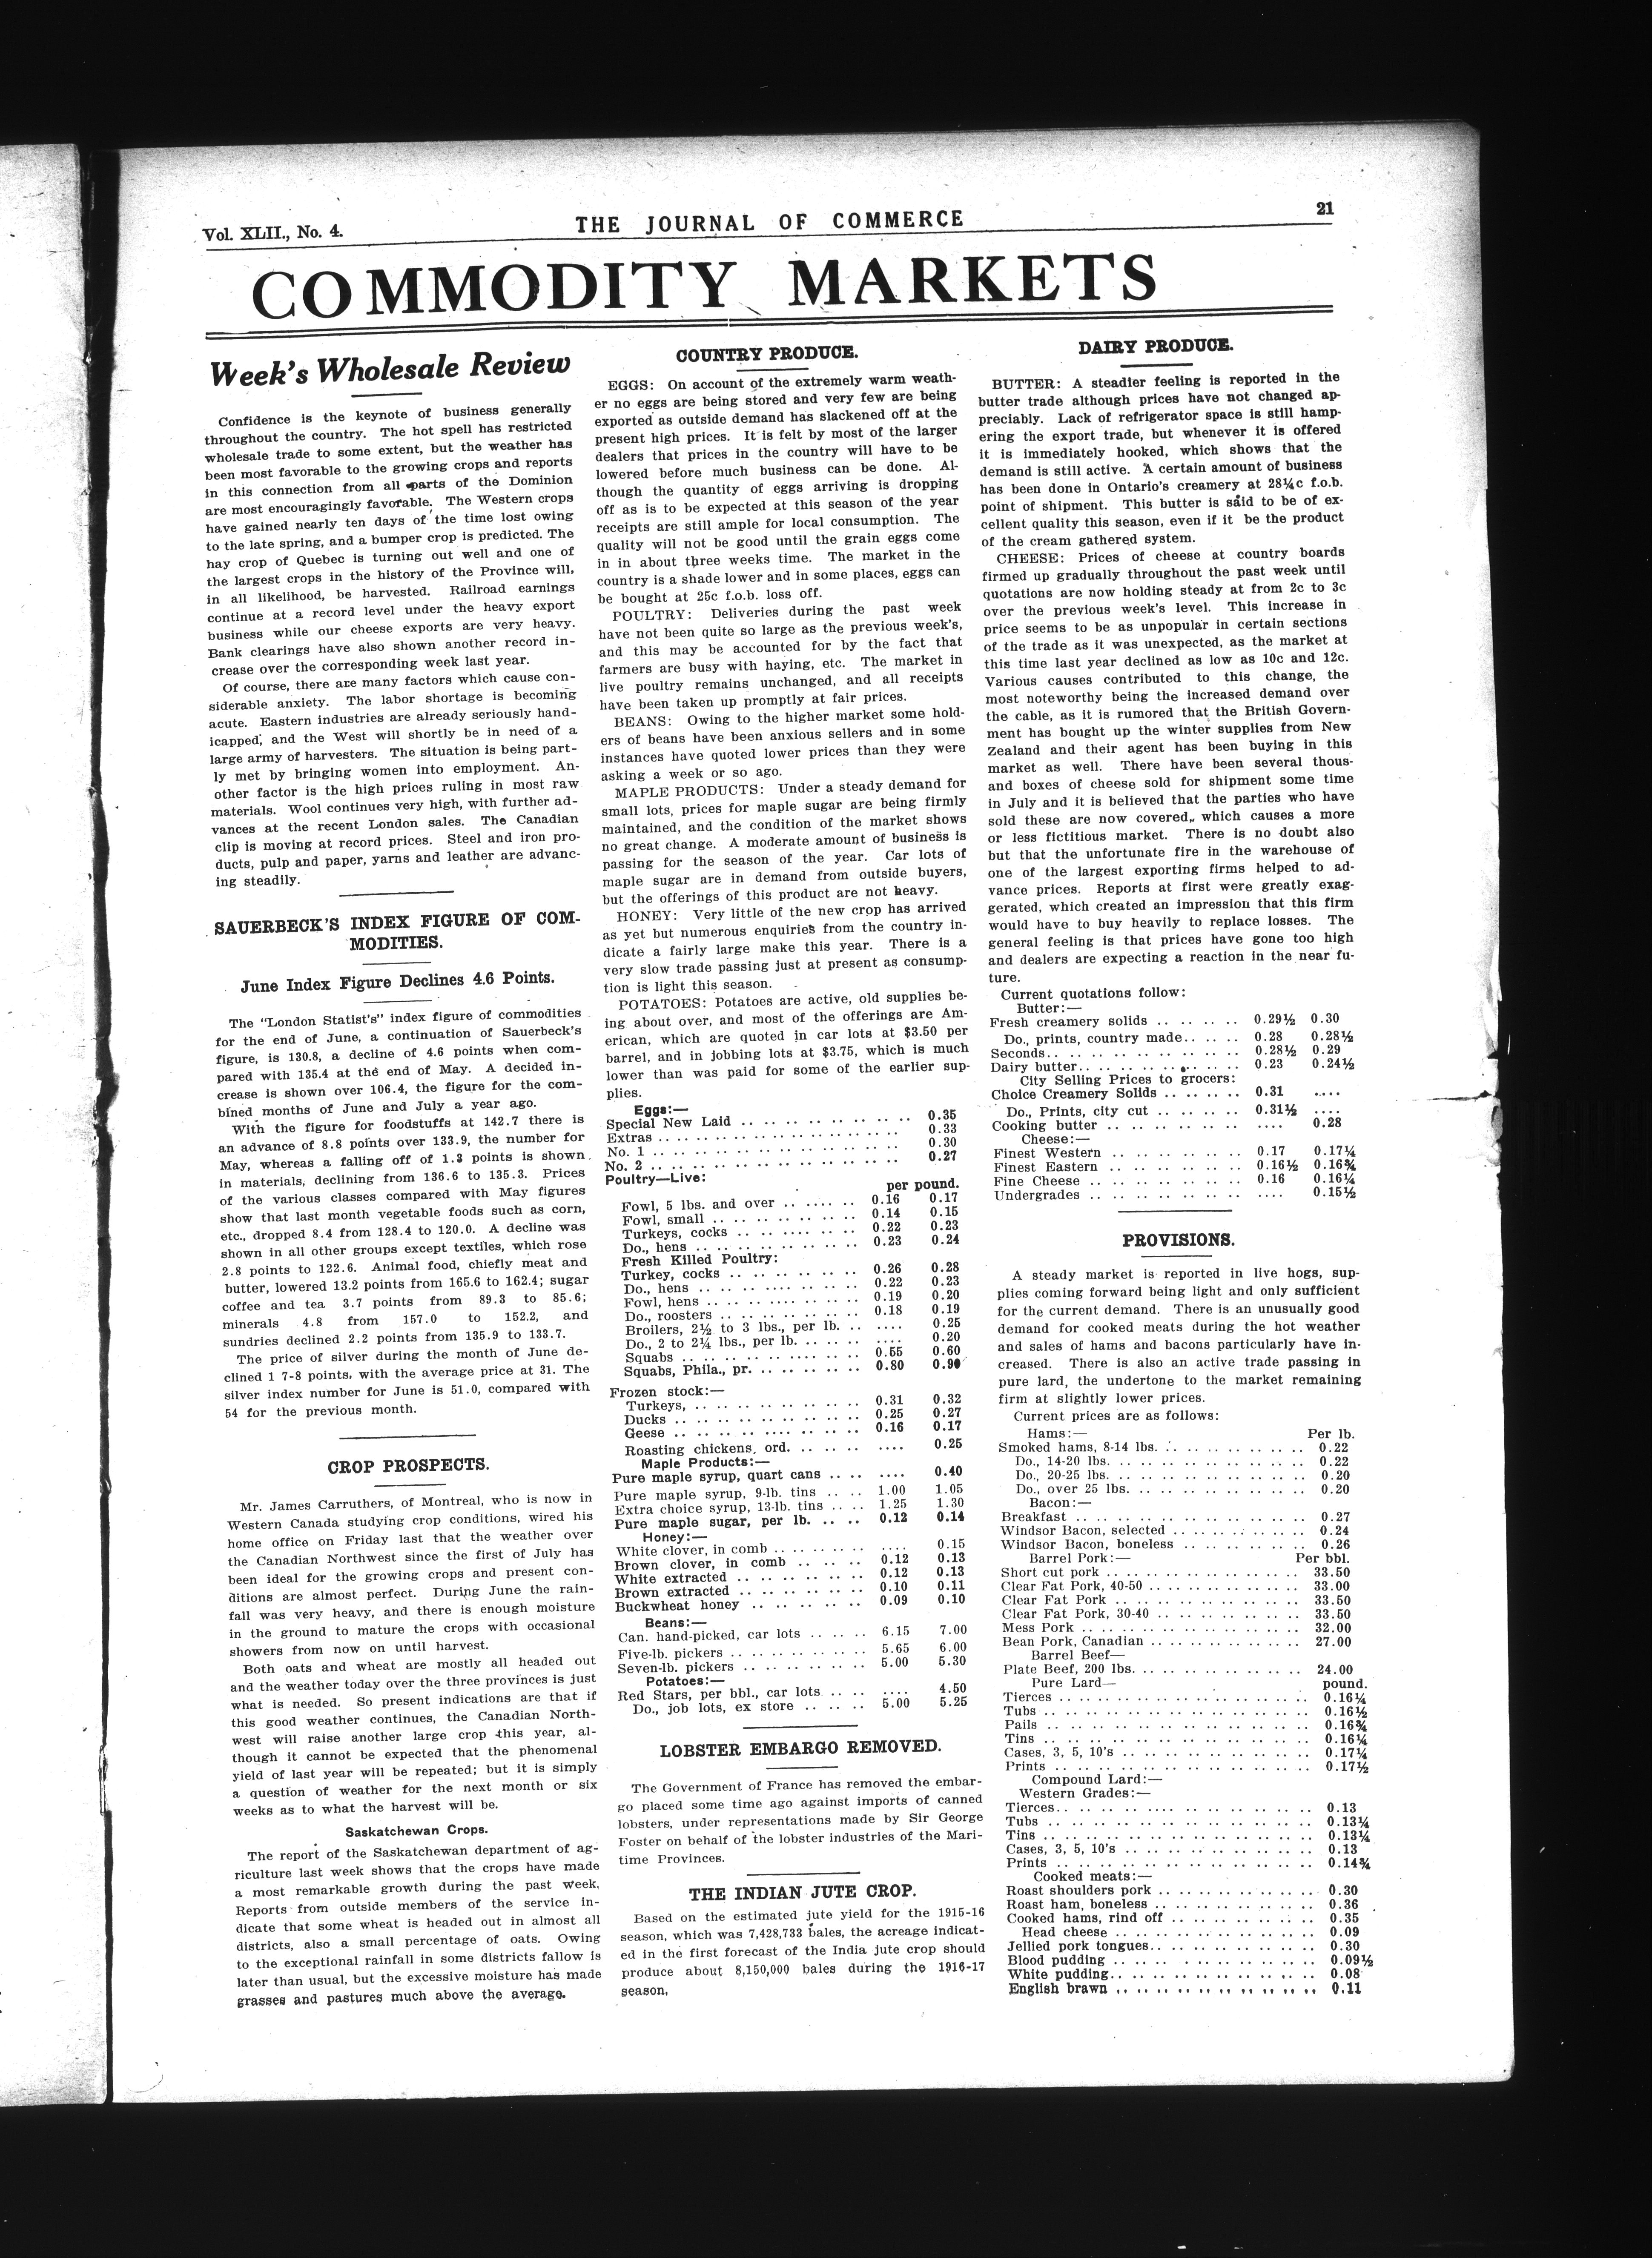 Vol. XLII., No. 4.
THE JOURNAL OF COMMERCE
21
COMMODITY MARKETS
Week's Wholesale Review
Confidence is the keynote of business generally
throughout the country. The hot spell has restricted
wholesale trade to some extent, but the weather has
been most favorable to the growing crops and reports
in this connection from all parts of the Dominion
are most encouragingly favorable. The Western crops
have gained nearly ten days of the time lost owing
to the late spring, and a bumper crop is predicted. The
hay crop of Quebec is turning out well and one of
the largest crops in the history of the Province will,
in all likelihood, be harvested. Railroad earnings
continue at a record level under the heavy export
business while our cheese exports are very heavy.
Bank clearings have also shown another record in-
crease over the corresponding week last year.
Of course, there are many factors which cause con-
siderable anxiety. The labor shortage is becoming
acute. Eastern industries are already seriously hand-
icapped, and the West will shortly be in need of a
large army of harvesters. The situation is being part-
ly met by bringing women into employment. An-
other factor is the high prices ruling in most raw
materials. Wool continues very high, with further ad-
vances at the recent London sales. The Canadian
clip is moving at record prices. Steel and iron pro-
ducts, pulp and paper, yarns and leather are advanc-
ing steadily.
SAUERBECK'S INDEX FIGURE OF COM-
MODITIES.
June Index Figure Declines 4.6 Points.
The "London Statist's" index figure of commodities
for the end of June, a continuation of Sauerbeck's
figure, is 130.8, a decline of 4.6 points when com-
pared with 135.4 at the end of May. A decided in-
crease is shown over 106.4, the figure for the com-
bined months of June and July a year ago.
With the figure for foodstuffs at 142.7 there is
an advance of 8.8 points over 133.9, the number for
May, whereas a falling off of 1.3 points is shown
in materials, declining from 136.6 to 135.3. Prices
of the various classes compared with May figures
show that last month vegetable foods such as corn,
etc., dropped 8.4 from 128.4 to 120.0. A decline was
shown in all other groups except textiles, which rose
2.8 points to 122.6. Animal food, chiefly meat and
butter, lowered 13.2 points from 165.6 to 162.4; sugar
coffee and tea 3.7 points from 89.3 to 85.6;
minerals 4.8 from 157.0 to 152.2, and
sundries declined 2.2 points from 135.9 to 133.7.
The price of silver during the month of June de-
clined 1 7-8 points, with the average price at 31. The
silver index number for June is 51.0, compared with
54 for the previous month.
CROP PROSPECTS.
Mr. James Carruthers, of Montreal, who is now in
Western Canada studying crop conditions, wired his
home office on Friday last that the weather over
the Canadian Northwest since the first of July has
been ideal for the growing crops and present con-
ditions are almost perfect. During June the rain-
fall was very heavy, and there is enough moisture
in the ground to mature the crops with occasional
showers from now on until harvest.
Both oats and wheat are mostly all headed out
and the weather today over the three provinces is just
what is needed. So present indications are that if
this good weather continues, the Canadian North-
west will raise another large crop this year, al-
though it cannot be expected that the phenomenal
yield of last year will be repeated; but it is simply
a question of weather for the next month or six
weeks as to what the harvest will be.
Saskatchewan Crops.
The report of the Saskatchewan department of ag-
riculture last week shows that the crops have made
a most remarkable growth during the past week.
Reports from outside members of the service in-
dicate that some wheat is headed out in almost all
districts, also a small percentage of oats. Owing
to the exceptional rainfall in some districts fallow is
later than usual, but the excessive moisture has made
grasses and pastures much above the average.
COUNTRY PRODUCE.
EGGS: On account of the extremely warm weath-
er no eggs are being stored and very few are being
exported as outside demand has slackened off at the
present high prices. It is felt by most of the larger
dealers that prices in the country will have to be
lowered before much business can be done. Al-
though the quantity of eggs arriving is dropping
off as is to be expected at this season of the year
receipts are still ample for local consumption. The
quality will not be good until the grain eggs come
in in about three weeks time. The market in the
country is a shade lower and in some places, eggs can
be bought at 25c f.o.b. loss off.
POULTRY: Deliveries during the past week
have not been quite so large as the previous week's,
and this may be accounted for by the fact that
farmers are busy with haying, etc. The market in
live poultry remains unchanged, and all receipts
have been taken up promptly at fair prices.
BEANS: Owing to the higher market some hold-
ers of beans have been anxious sellers and in some
instances have quoted lower prices than they were
asking a week or so ago.
MAPLE PRODUCTS: Under a steady demand for
small lots, prices for maple sugar are being firmly
maintained, and the condition of the market shows
no great change. A moderate amount of business is
passing for the season of the year. Car lots of
maple sugar are in demand from outside buyers,
but the offerings of this product are not heavy.
HONEY: Very little of the new crop has arrived
as yet but numerous enquiries from the country in-
dicate a fairly large make this year. There is a
very slow trade passing just at present as consump-
tion is light this season.
POTATOES: Potatoes are active, old supplies be-
ing about over, and most of the offerings are Am-
erican, which are quoted in car lots at $3.50 per
barrel, and in jobbing lots at $3.75, which is much
lower than was paid for some of the earlier sup-
plies.
Eggs:—
Special New Laid .. .. .. .. .. .. .. .. .. 0.35
Extras .. .. .. .. .. .. .. .. .. .. .. .. 0.33
No. 1 .. .. .. .. .. .. .. .. .. .. .. .. 0.30
No. 2 .. .. .. .. .. .. .. .. .. .. .. .. 0.27
Poultry—Live: per pound.
Fowl, 5 lbs. and over .. .. .. .. 0.16 0.17
Fowl, small .. .. .. .. .. .. .. .. 0.14 0.15
Turkeys, cocks .. .. .. .. .. .. 0.22 0.23
Do., hens .. .. .. .. .. .. .. .. .. 0.23 0.24
Fresh Killed Poultry:
Turkey, cocks .. .. .. .. .. .. .. 0.26 0.28
Do., hens .. .. .. .. .. .. .. .. 0.22 0.23
Fowl, hens .. .. .. .. .. .. .. .. 0.19 0.20
Do., roosters .. .. .. .. .. .. .. 0.18 0.19
Broilers, 2½ to 3 lbs., per lb. .. .... 0.25
Do., 2 to 2¼ lbs., per lb. .. .. .. .... 0.20
Squabs .. .. .. .. .. .. .. .. .. 0.55 0.60
Squabs, Phila., pr. .. .. .. .. .. .. 0.80 0.90
Frozen stock:—
Turkeys, .. .. .. .. .. .. .. .. .. 0.31 0.32
Ducks .. .. .. .. .. .. .. .. .. .. 0.25 0.27
Geese .. .. .. .. .. .. .. .. .. .. 0.16 0.17
Roasting chickens, ord. .. .. .. .. .... 0.25
Maple Products:—
Pure maple syrup, quart cans .. .. .... 0.40
Pure maple syrup, 9-lb. tins .. .. 1.00 1.05
Extra choice syrup, 13-lb. tins .. .. 1.25 1.30
Pure maple sugar, per lb. .. .. .. 0.12 0.14
Honey:—
White clover, in comb .. .. .. .. .. .... 0.15
Brown clover, in comb .. .. .. .. 0.12 0.13
White extracted .. .. .. .. .. .. .. 0.12 0.13
Brown extracted .. .. .. .. .. .. .. 0.10 0.11
Buckwheat honey .. .. .. .. .. .. 0.09 0.10
Beans:—
Can. hand-picked, car lots .. .. .. 6.15 7.00
Five-lb. pickers .. .. .. .. .. .. .. 5.65 6.00
Seven-lb. pickers .. .. .. .. .. .. .. 5.00 5.30
Potatoes:—
Red Stars, per bbl., car lots .. .. .... 4.50
Do., job lots, ex store .. .. .. .. 5.00 5.25
LOBSTER EMBARGO REMOVED.
The Government of France has removed the embar-
go placed some time ago against imports of canned
lobsters, under representations made by Sir George
Foster on behalf of the lobster industries of the Mari-
time Provinces.
THE INDIAN JUTE CROP.
Based on the estimated jute yield for the 1915-16
season, which was 7,428,733 bales, the acreage indicat-
ed in the first forecast of the India jute crop should
produce about 8,150,000 bales during the 1916-17
season,
DAIRY PRODUCE.
BUTTER: A steadier feeling is reported in the
butter trade although prices have not changed ap-
preciably. Lack of refrigerator space is still hamp-
ering the export trade, but whenever it is offered
it is immediately hooked, which shows that the
demand is still active. A certain amount of business
has been done in Ontario's creamery at 28¼c f.o.b.
point of shipment. This butter is said to be of ex-
cellent quality this season, even if it be the product
of the cream gathered system.
CHEESE: Prices of cheese at country boards
firmed up gradually throughout the past week until
quotations are now holding steady at from 2c to 3c
over the previous week's level. This increase in
price seems to be as unpopular in certain sections
of the trade as it was unexpected, as the market at
this time last year declined as low as 10c and 12c.
Various causes contributed to this change, the
most noteworthy being the increased demand over
the cable, as it is rumored that the British Govern-
ment has bought up the winter supplies from New
Zealand and their agent has been buying in this
market as well. There have been several thous-
and boxes of cheese sold for shipment some time
in July and it is believed that the parties who have
sold these are now covered, which causes a more
or less fictitious market. There is no doubt also
but that the unfortunate fire in the warehouse of
one of the largest exporting firms helped to ad-
vance prices. Reports at first were greatly exag-
gerated, which created an impression that this firm
would have to buy heavily to replace losses. The
general feeling is that prices have gone too high
and dealers are expecting a reaction in the near fu-
ture.
Current quotations follow:
Butter:—
Fresh creamery solids .. .. .. .. .. 0.29½ 0.30
Do., prints, country made.. .. .. 0.28 0.28½
Seconds.. .. .. .. .. .. .. .. .. .. 0.28½ 0.29
Dairy butter.. .. .. .. .. .. .. .. 0.23 0.24½
City Selling Prices to grocers:
Choice Creamery Solids .. .. .. .. 0.31 ....
Do., Prints, city cut .. .. .. .. 0.31½ ....
Cooking butter .. .. .. .. .. .. .. .... 0.28
Cheese:—
Finest Western .. .. .. .. .. .. .. 0.17 0.17¼
Finest Eastern .. .. .. .. .. .. .. 0.16½ 0.16¾
Fine Cheese .. .. .. .. .. .. .. .. 0.16 0.16¼
Undergrades .. .. .. .. .. .. .. .. .... 0.15½
PROVISIONS.
A steady market is reported in live hogs, sup-
plies coming forward being light and only sufficient
for the current demand. There is an unusually good
demand for cooked meats during the hot weather
and sales of hams and bacons particularly have in-
creased. There is also an active trade passing in
pure lard, the undertone to the market remaining
firm at slightly lower prices.
Current prices are as follows:
Hams:— Per lb.
Smoked hams, 8-14 lbs. .. .. .. .. .. .. .. 0.22
Do., 14-20 lbs. .. .. .. .. .. .. .. .. .. 0.22
Do., 20-25 lbs. .. .. .. .. .. .. .. .. .. 0.20
Do., over 25 lbs. .. .. .. .. .. .. .. .. 0.20
Bacon:—
Breakfast .. .. .. .. .. .. .. .. .. .. .. 0.27
Windsor Bacon, selected .. .. .. .. .. .. 0.24
Windsor Bacon, boneless .. .. .. .. .. .. 0.26
Barrel Pork:— Per bbl.
Short cut pork .. .. .. .. .. .. .. .. .. 33.50
Clear Fat Pork, 40-50 .. .. .. .. .. .. .. 33.00
Clear Fat Pork .. .. .. .. .. .. .. .. .. 33.50
Clear Fat Pork, 30-40 .. .. .. .. .. .. .. 33.50
Mess Pork .. .. .. .. .. .. .. .. .. .. 32.00
Bean Pork, Canadian .. .. .. .. .. .. .. 27.00
Barrel Beef—
Plate Beef, 200 lbs. .. .. .. .. .. .. .. .. 24.00
Pure Lard— pound.
Tierces .. .. .. .. .. .. .. .. .. .. .. .. 0.16¼
Tubs .. .. .. .. .. .. .. .. .. .. .. .. 0.16½
Pails .. .. .. .. .. .. .. .. .. .. .. .. 0.16¾
Tins .. .. .. .. .. .. .. .. .. .. .. .. 0.16¼
Cases, 3, 5, 10's .. .. .. .. .. .. .. .. .. 0.17¼
Prints .. .. .. .. .. .. .. .. .. .. .. .. 0.17½
Compound Lard:—
Western Grades:—
Tierces.. .. .. .. .. .. .. .. .. .. .. .. 0.13
Tubs .. .. .. .. .. .. .. .. .. .. .. .. 0.13¼
Tins .. .. .. .. .. .. .. .. .. .. .. .. 0.13¼
Cases, 3, 5, 10's .. .. .. .. .. .. .. .. .. 0.13
Prints .. .. .. .. .. .. .. .. .. .. .. .. 0.14¾
Cooked meats:—
Roast shoulders pork .. .. .. .. .. .. .. 0.30
Roast ham, boneless .. .. .. .. .. .. .. 0.36
Cooked hams, rind off .. .. .. .. .. .. .. 0.35
Head cheese .. .. .. .. .. .. .. .. .. 0.09
Jellied pork tongues.. .. .. .. .. .. .. .. 0.30
Blood pudding .. .. .. .. .. .. .. .. .. 0.09½
White pudding.. .. .. .. .. .. .. .. .. .. 0.08
English brawn .. .. .. .. .. .. .. .. .. .. 0.11